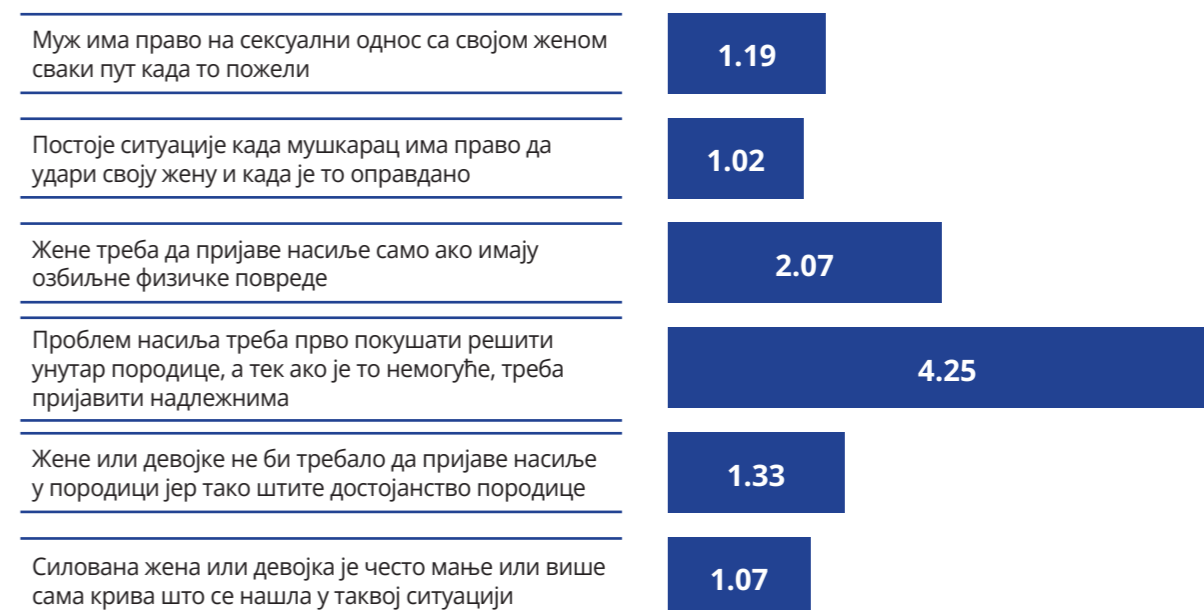 Муж има право на сексуални однос са својом женом
сваки пут када то пожели
1.19
Постоје ситуације када мушкарац има право да
удари своју жену и када је то оправдано
1.02
Жене треба да пријаве насиље само ако имају
озбиљне физичке повреде
2.07
Проблем насиља треба прво покушати решити
унутар породице, а тек ако је то немогуће, треба
пријавити надлежнима
4.25
Жене или девојке не би требало да пријаве насиље
у породици јер тако штите достојанство породице
1.33
Силована жена или девојка је често мање или више
сама крива што се нашла у таквој ситуацији
1.07